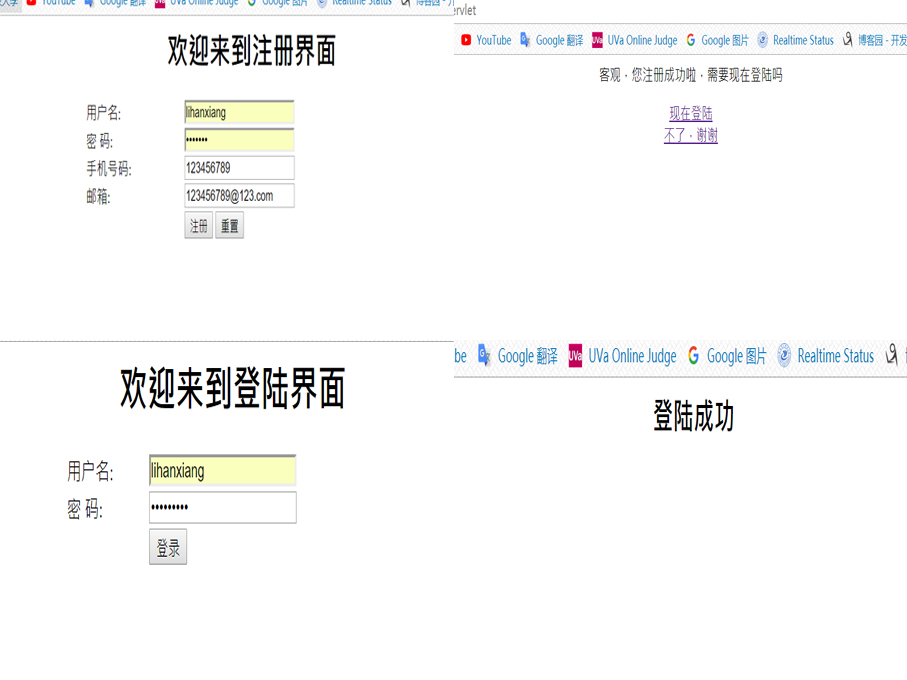 YouTube Google 翻译 UVa Online Judge Google 图片 Realtime Status 博客园 - 开
欢迎来到注册界面
用户名: lihanxiang
密 码: •••••••
手机号码: 123456789
邮箱: 123456789@123.com
注册 重置
ervlet
YouTube Google 翻译 UVa Online Judge Google 图片 Realtime Status 博客园 - 开发
客观，您注册成功啦，需要现在登陆吗
现在登陆
不了，谢谢
欢迎来到登陆界面
用户名: lihanxiang
密 码: •••••••••
登录
be Google 翻译 UVa Online Judge Google 图片 Realtime Status
登陆成功